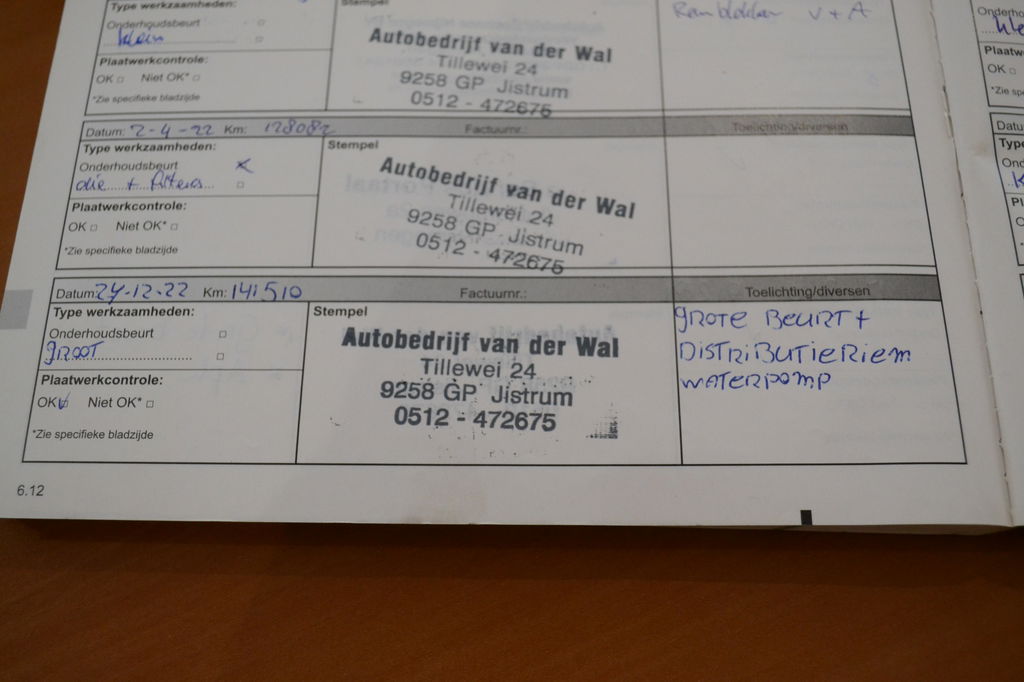 Type werkzaamheden:
Stempel
Onderhoudsbeurt
klein
Plaatwerkcontrole:
OK Niet OK*
*Zie specifieke bladzijde
Autobedrijf van der Wal
Tillewei 24
9258 GP Jistrum
0512 - 472675
Remblokken V + A
Datum: 2-4-22 Km: 128082 Factuurnr.: Toelichting/diversen
Type werkzaamheden:
Onderhoudsbeurt
olie + filters
Plaatwerkcontrole:
OK Niet OK*
*Zie specifieke bladzijde
Stempel
Autobedrijf van der Wal
Tillewei 24
9258 GP Jistrum
0512 - 472675
Datum: 27-12-22 Km: 141510 Factuurnr.: Toelichting/diversen
Type werkzaamheden:
Onderhoudsbeurt
GROOT
Plaatwerkcontrole:
OK Niet OK*
*Zie specifieke bladzijde
Stempel
Autobedrijf van der Wal
Tillewei 24
9258 GP Jistrum
0512 - 472675
GROTE BEURT +
DISTRIBUTIERIEM
WATERPOMP
6.12